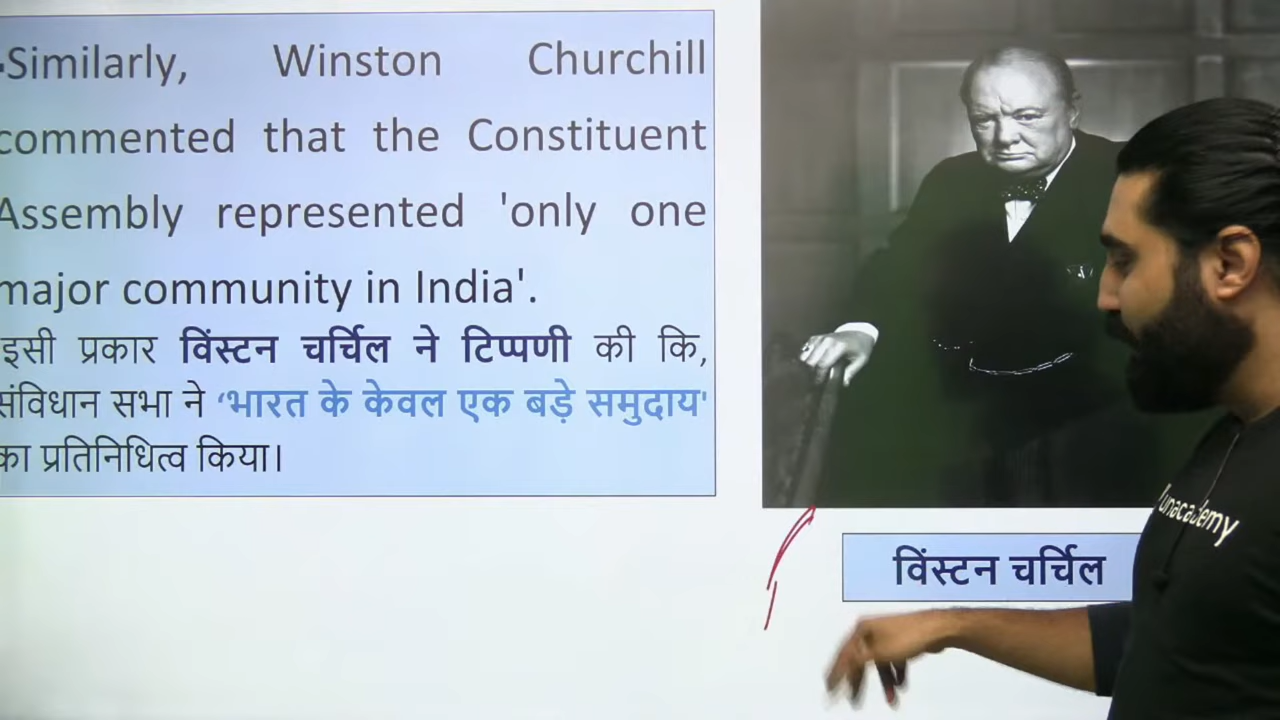 Similarly, Winston Churchill
commented that the Constituent
Assembly represented 'only one
major community in India'.
इसी प्रकार विंस्टन चर्चिल ने टिप्पणी की कि,
संविधान सभा ने ‘भारत के केवल एक बड़े समुदाय'
का प्रतिनिधित्व किया।
विंस्टन चर्चिल
unacademy